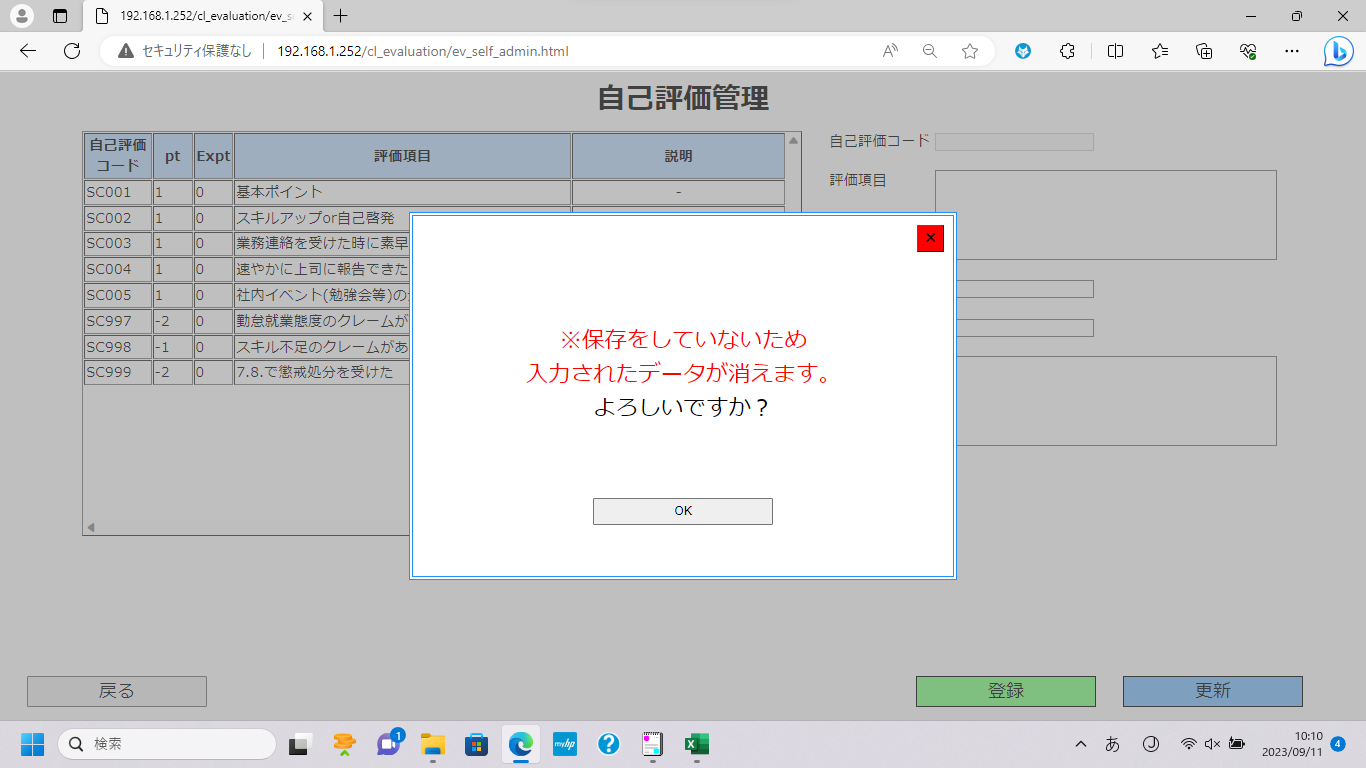 192.168.1.252/cl_evaluation/ev_s
セキュリティ保護なし
192.168.1.252/cl_evaluation/ev_self_admin.html
自己評価管理
自己評価
コード
pt
Expt
評価項目
説明
SC001 1 0 基本ポイント -
SC002 1 0 スキルアップor自己啓発
SC003 1 0 業務連絡を受けた時に素早
SC004 1 0 速やかに上司に報告できた
SC005 1 0 社内イベント(勉強会等)の
SC997 -2 0 勤怠就業態度のクレームが
SC998 -1 0 スキル不足のクレームがあ
SC999 -2 0 7.8.で懲戒処分を受けた
自己評価コード
評価項目
×
※保存をしていないため
入力されたデータが消えます。
よろしいですか？
OK
戻る
登録
更新
検索
1
myhp
あ
10:10
2023/09/11
4